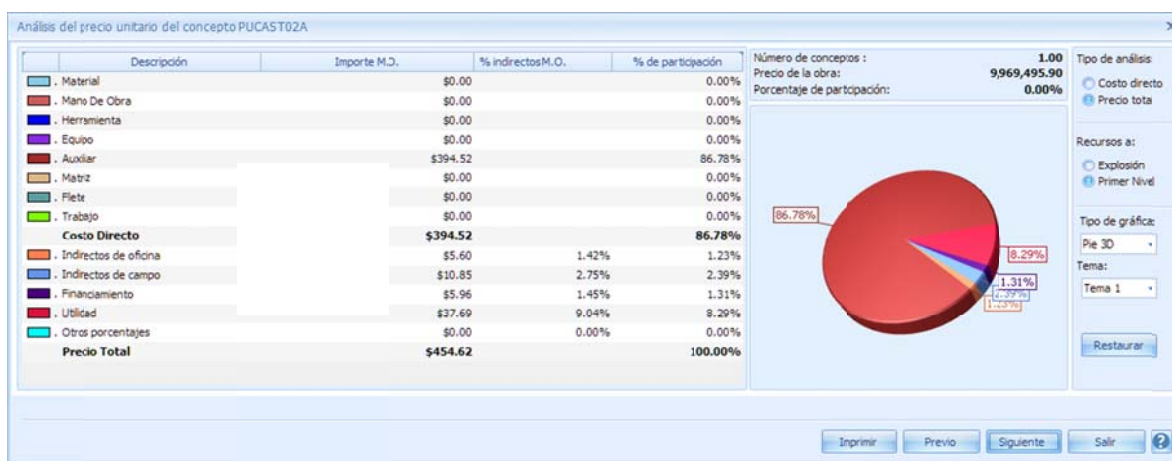 Análisis del precio unitario del concepto PUCAST02A
Descripción Importe M.O. % indirectos M.O. % de participación
. Material $0.00 0.00%
. Mano De Obra $0.00 0.00%
. Herramienta $0.00 0.00%
. Equipo $0.00 0.00%
. Auxiliar $394.52 86.78%
. Matriz $0.00 0.00%
. Flete $0.00 0.00%
. Trabajo $0.00 0.00%
Costo Directo $394.52 86.78%
. Indirectos de oficina $5.60 1.42% 1.23%
. Indirectos de campo $10.85 2.75% 2.39%
. Financiamiento $5.96 1.45% 1.31%
. Utilidad $37.69 9.04% 8.29%
. Otros porcentajes $0.00 0.00% 0.00%
Precio Total $454.62 100.00%
Número de conceptos : 1.00
Precio de la obra: 9,969,495.90
Porcentaje de partcipación: 0.00%
86.78%
8.29%
1.31%
2.39%
1.23%
Tipo de análisis
Costo directo
Precio tota
Recursos a:
Explosión
Primer Nivel
Tipo de gráfica:
Pie 3D
Tema:
Tema 1
Restaurar
Imprimir Previo Siguiente Salir ?